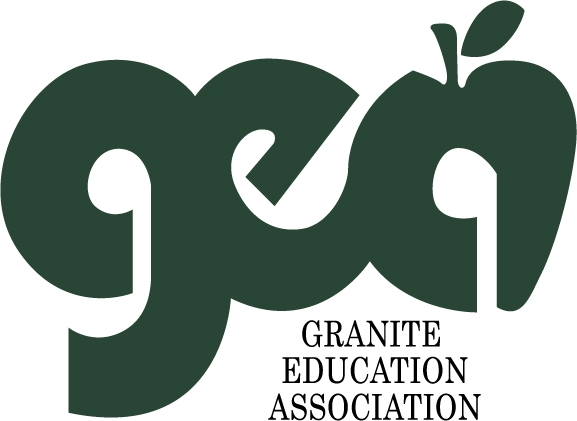 gea
GRANITE
EDUCATION
ASSOCIATION